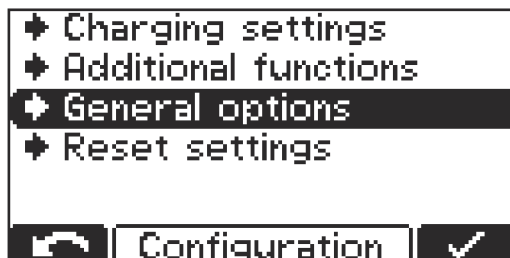 Charging settings
Additional functions
General options
Reset settings
Configuration